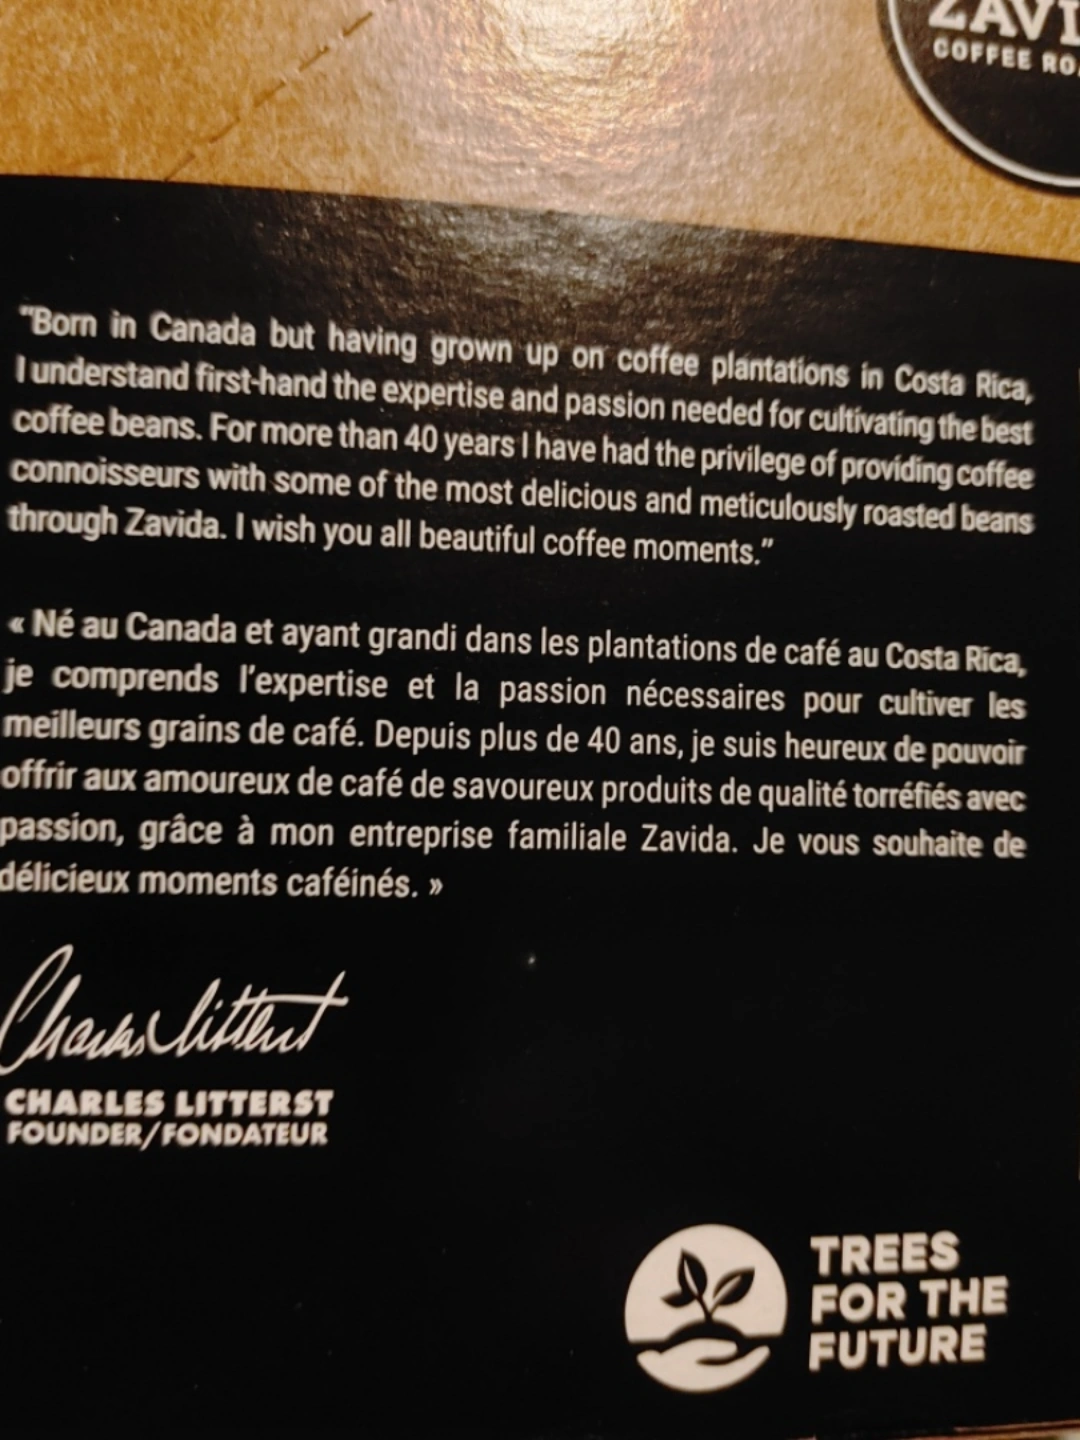 ZAVI
COFFEE RO
"Born in Canada but having grown up on coffee plantations in Costa Rica,
I understand first-hand the expertise and passion needed for cultivating the best
coffee beans. For more than 40 years I have had the privilege of providing coffee
connoisseurs with some of the most delicious and meticulously roasted beans
through Zavida. I wish you all beautiful coffee moments."
« Né au Canada et ayant grandi dans les plantations de café au Costa Rica,
je comprends l'expertise et la passion nécessaires pour cultiver les
meilleurs grains de café. Depuis plus de 40 ans, je suis heureux de pouvoir
offrir aux amoureux de café de savoureux produits de qualité torréfiés avec
passion, grâce à mon entreprise familiale Zavida. Je vous souhaite de
délicieux moments caféinés. »
Charles Litterst
CHARLES LITTERST
FOUNDER/FONDATEUR
TREES
FOR THE
FUTURE